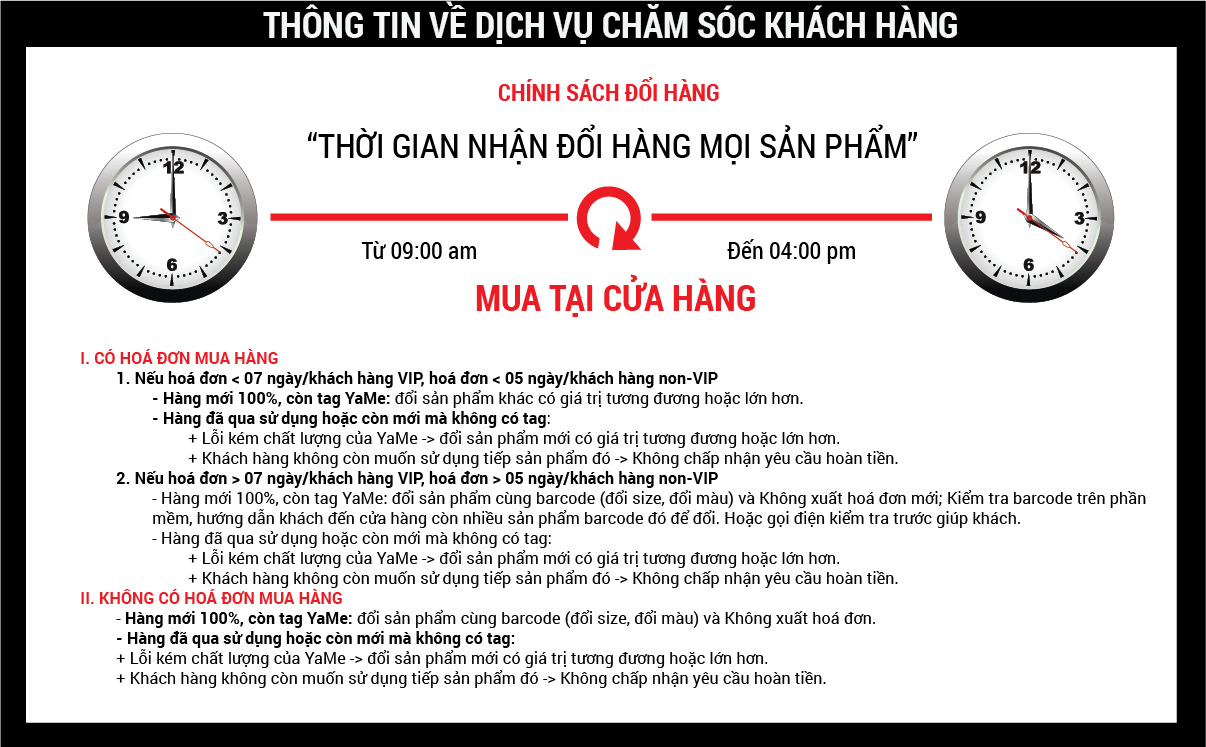 THÔNG TIN VỀ DỊCH VỤ CHĂM SÓC KHÁCH HÀNG
CHÍNH SÁCH ĐỔI HÀNG
“THỜI GIAN NHẬN ĐỔI HÀNG MỌI SẢN PHẨM”
12
9 3
6
12
9 3
6
Từ 09:00 am
Đến 04:00 pm
MUA TẠI CỬA HÀNG
I. CÓ HOÁ ĐƠN MUA HÀNG
1. Nếu hoá đơn < 07 ngày/khách hàng VIP, hoá đơn < 05 ngày/khách hàng non-VIP
- Hàng mới 100%, còn tag YaMe: đổi sản phẩm khác có giá trị tương đương hoặc lớn hơn.
- Hàng đã qua sử dụng hoặc còn mới mà không có tag:
+ Lỗi kém chất lượng của YaMe -> đổi sản phẩm mới có giá trị tương đương hoặc lớn hơn.
+ Khách hàng không còn muốn sử dụng tiếp sản phẩm đó -> Không chấp nhận yêu cầu hoàn tiền.
2. Nếu hoá đơn > 07 ngày/khách hàng VIP, hoá đơn > 05 ngày/khách hàng non-VIP
- Hàng mới 100%, còn tag YaMe: đổi sản phẩm cùng barcode (đổi size, đổi màu) và Không xuất hoá đơn mới; Kiểm tra barcode trên phần
mềm, hướng dẫn khách đến cửa hàng còn nhiều sản phẩm barcode đó để đổi. Hoặc gọi điện kiểm tra trước giúp khách.
- Hàng đã qua sử dụng hoặc còn mới mà không có tag:
+ Lỗi kém chất lượng của YaMe -> đổi sản phẩm mới có giá trị tương đương hoặc lớn hơn.
+ Khách hàng không còn muốn sử dụng tiếp sản phẩm đó -> Không chấp nhận yêu cầu hoàn tiền.
II. KHÔNG CÓ HOÁ ĐƠN MUA HÀNG
- Hàng mới 100%, còn tag YaMe: đổi sản phẩm cùng barcode (đổi size, đổi màu) và Không xuất hoá đơn.
- Hàng đã qua sử dụng hoặc còn mới mà không có tag:
+ Lỗi kém chất lượng của YaMe -> đổi sản phẩm mới có giá trị tương đương hoặc lớn hơn.
+ Khách hàng không còn muốn sử dụng tiếp sản phẩm đó -> Không chấp nhận yêu cầu hoàn tiền.